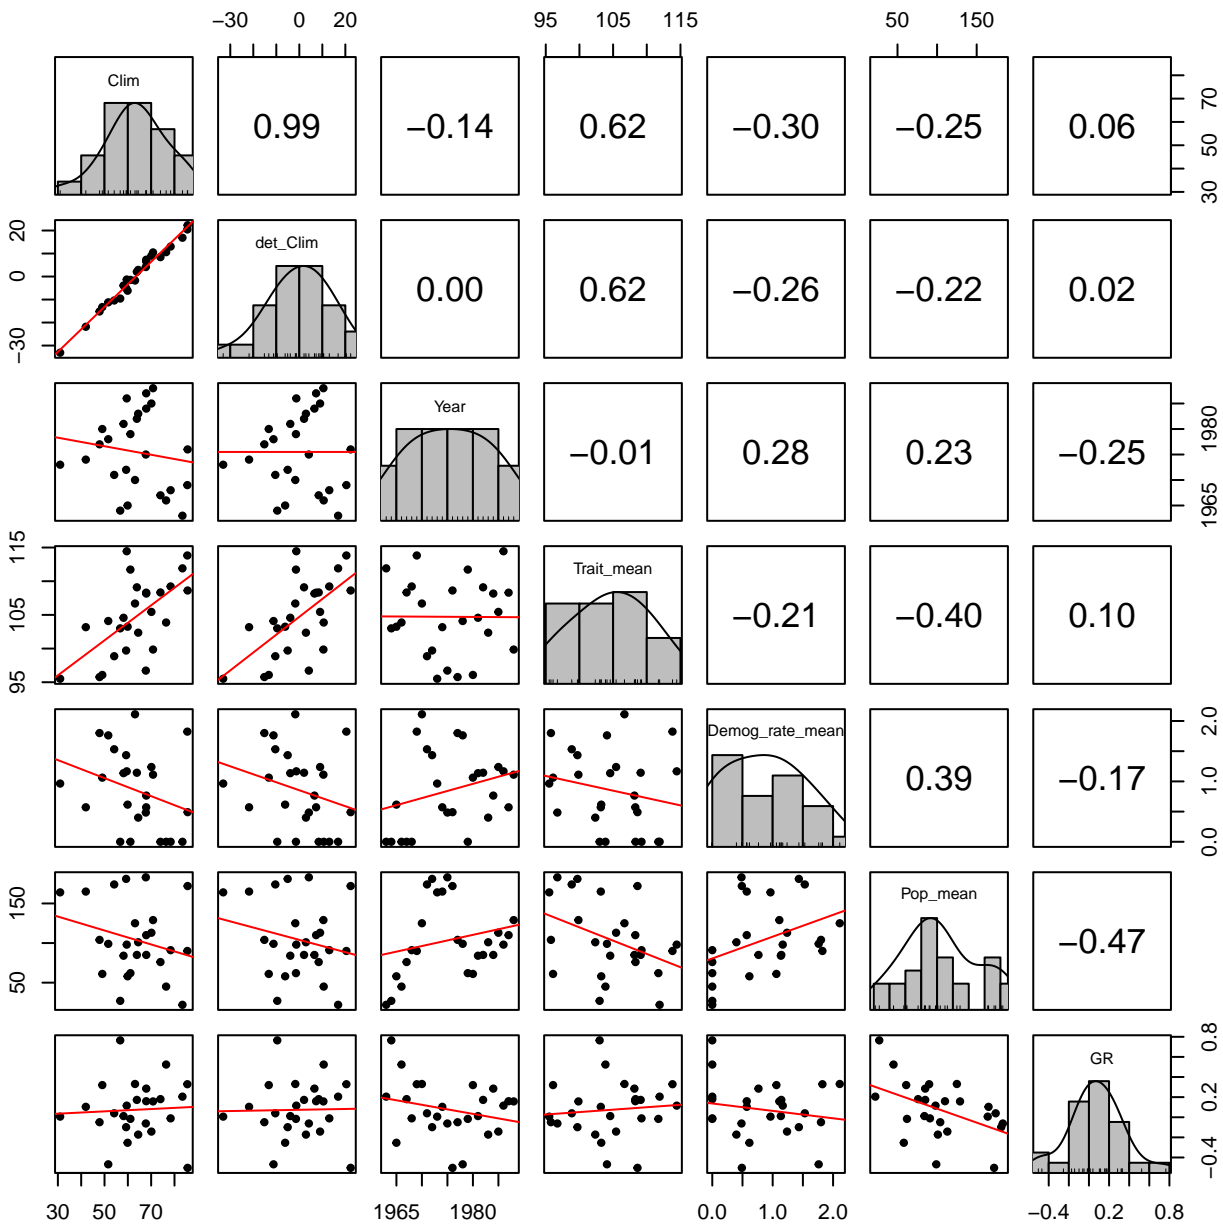 −30 0 20 95 105 115 50 150
Clim 0.99 −0.14 0.62 −0.30 −0.25 0.06
30 50 70
det_Clim 0.00 0.62 −0.26 −0.22 0.02
−30 0 20
Year −0.01 0.28 0.23 −0.25
1965 1980
Trait_mean −0.21 −0.40 0.10
95 105 115
Demog_rate_mean 0.39 −0.17
0.0 1.0 2.0
Pop_mean −0.47
50 150
GR
−0.4 0.2 0.8
30 50 70 1965 1980 0.0 1.0 2.0 −0.4 0.2 0.8